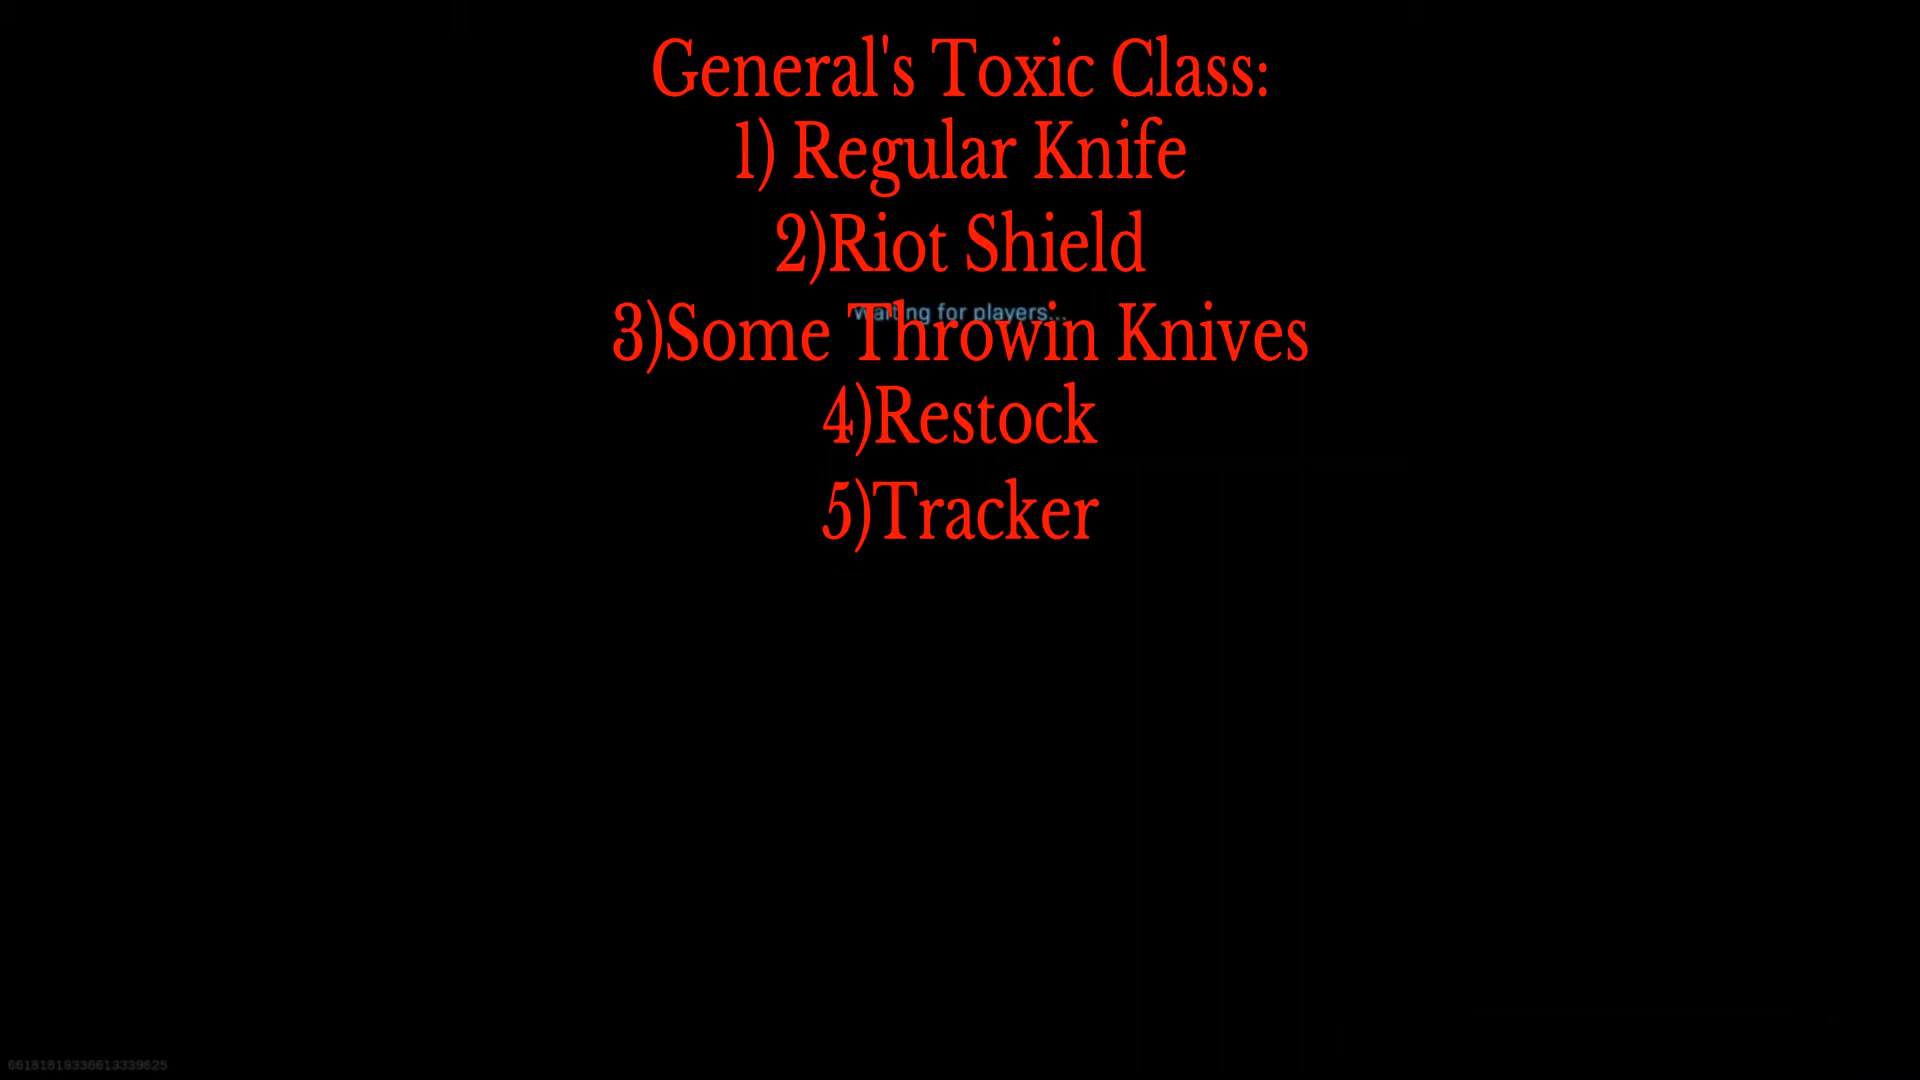 General's Toxic Class:
1) Regular Knife
2)Riot Shield
waiting for players...
3)Some Throwin Knives
4)Restock
5)Tracker